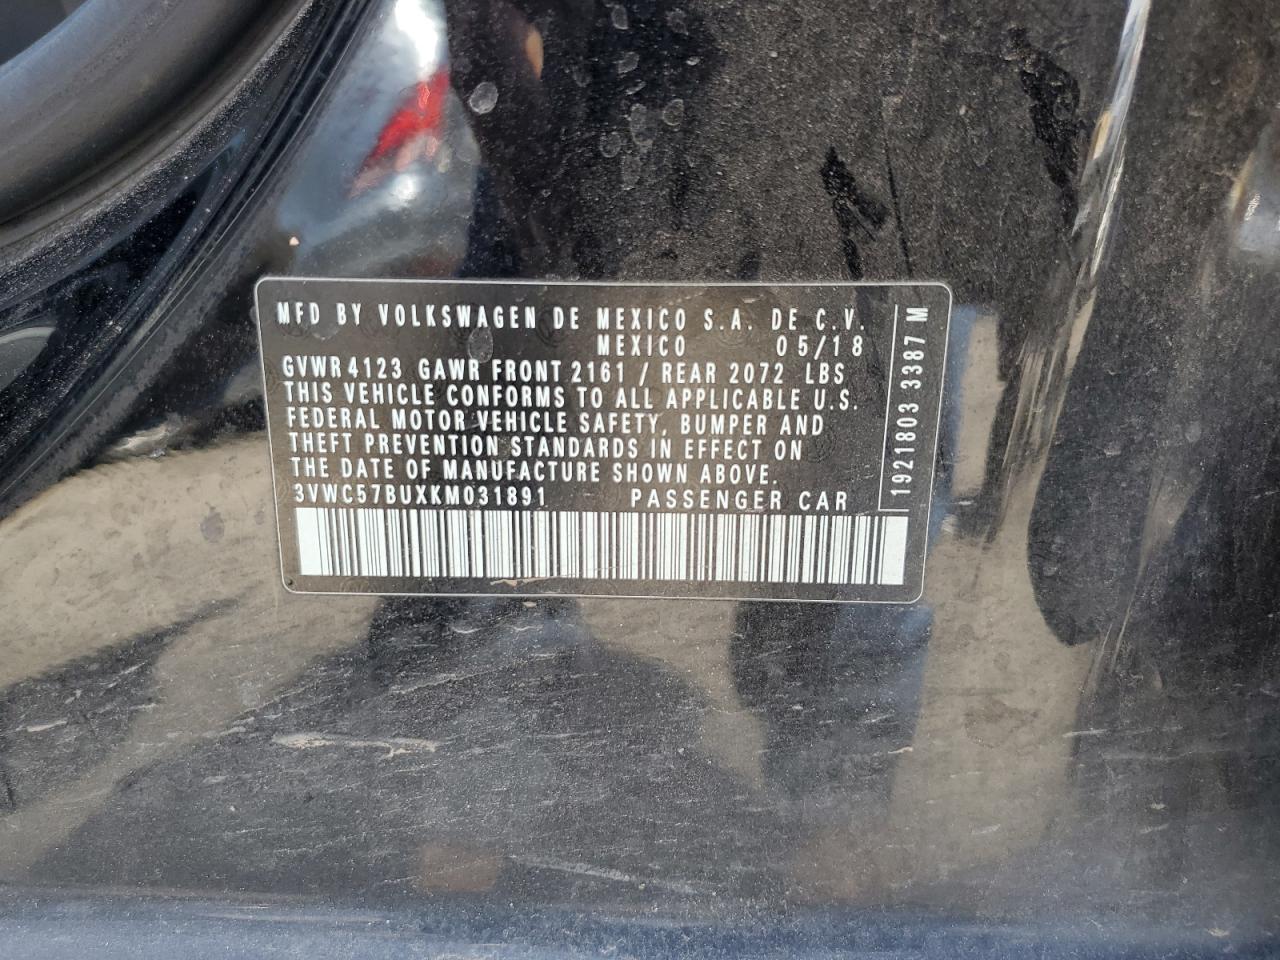 MFD BY VOLKSWAGEN DE MEXICO S.A. DE C.V.
MEXICO 05/18
GVWR 4123 GAWR FRONT 2161 / REAR 2072 LBS
THIS VEHICLE CONFORMS TO ALL APPLICABLE U.S.
FEDERAL MOTOR VEHICLE SAFETY, BUMPER AND
THEFT PREVENTION STANDARDS IN EFFECT ON
THE DATE OF MANUFACTURE SHOWN ABOVE.
3VWC57BUXKM031891 PASSENGER CAR
1921803 3387 M